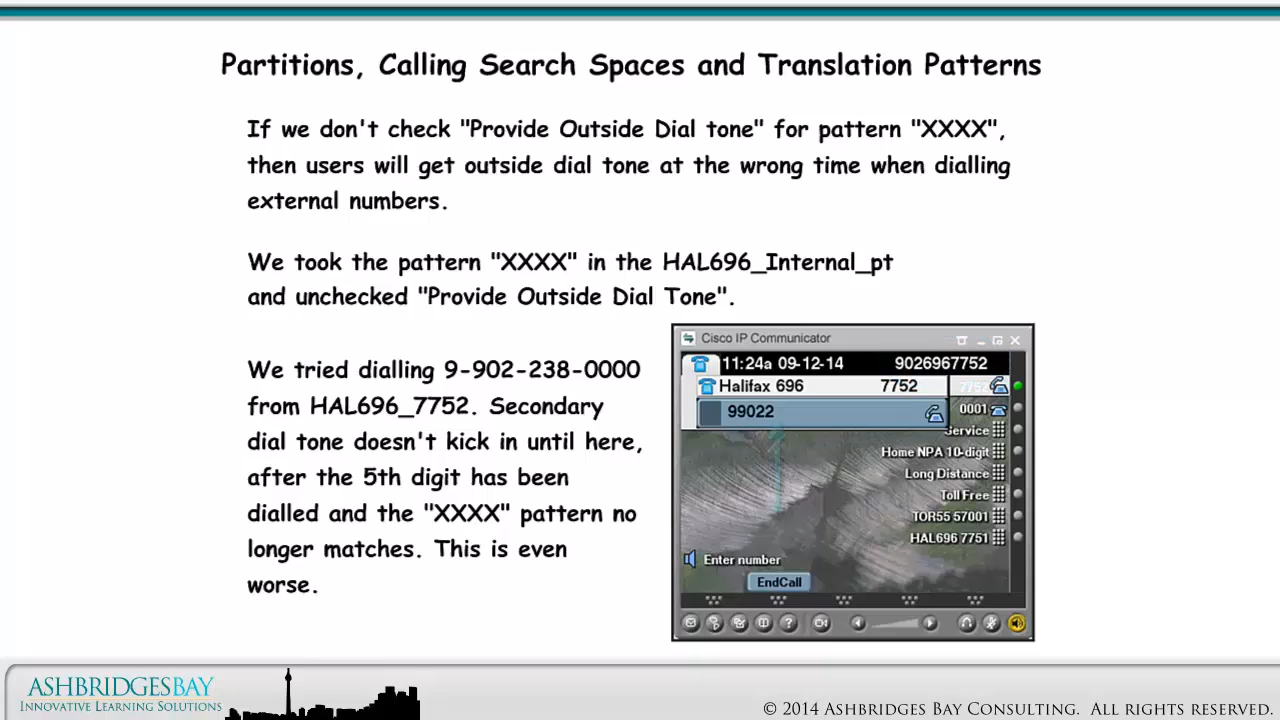 Partitions, Calling Search Spaces and Translation Patterns
If we don't check "Provide Outside Dial tone" for pattern "XXXX",
then users will get outside dial tone at the wrong time when dialling
external numbers.
We took the pattern "XXXX" in the HAL696_Internal_pt
and unchecked "Provide Outside Dial Tone".
We tried dialling 9-902-238-0000
from HAL696_7752. Secondary
dial tone doesn't kick in until here,
after the 5th digit has been
dialled and the "XXXX" pattern no
longer matches. This is even
worse.
Cisco IP Communicator
11:24a 09-12-14 9026967752
Halifax 696 7752
99022
0001
Service
Home NPA 10-digit
Long Distance
Toll Free
TOR55 57001
HAL696 7751
Enter number
EndCall
ASHBRIDGESBAY
INNOVATIVE LEARNING SOLUTIONS
© 2014 ASHBRIDGES BAY CONSULTING. ALL RIGHTS RESERVED.